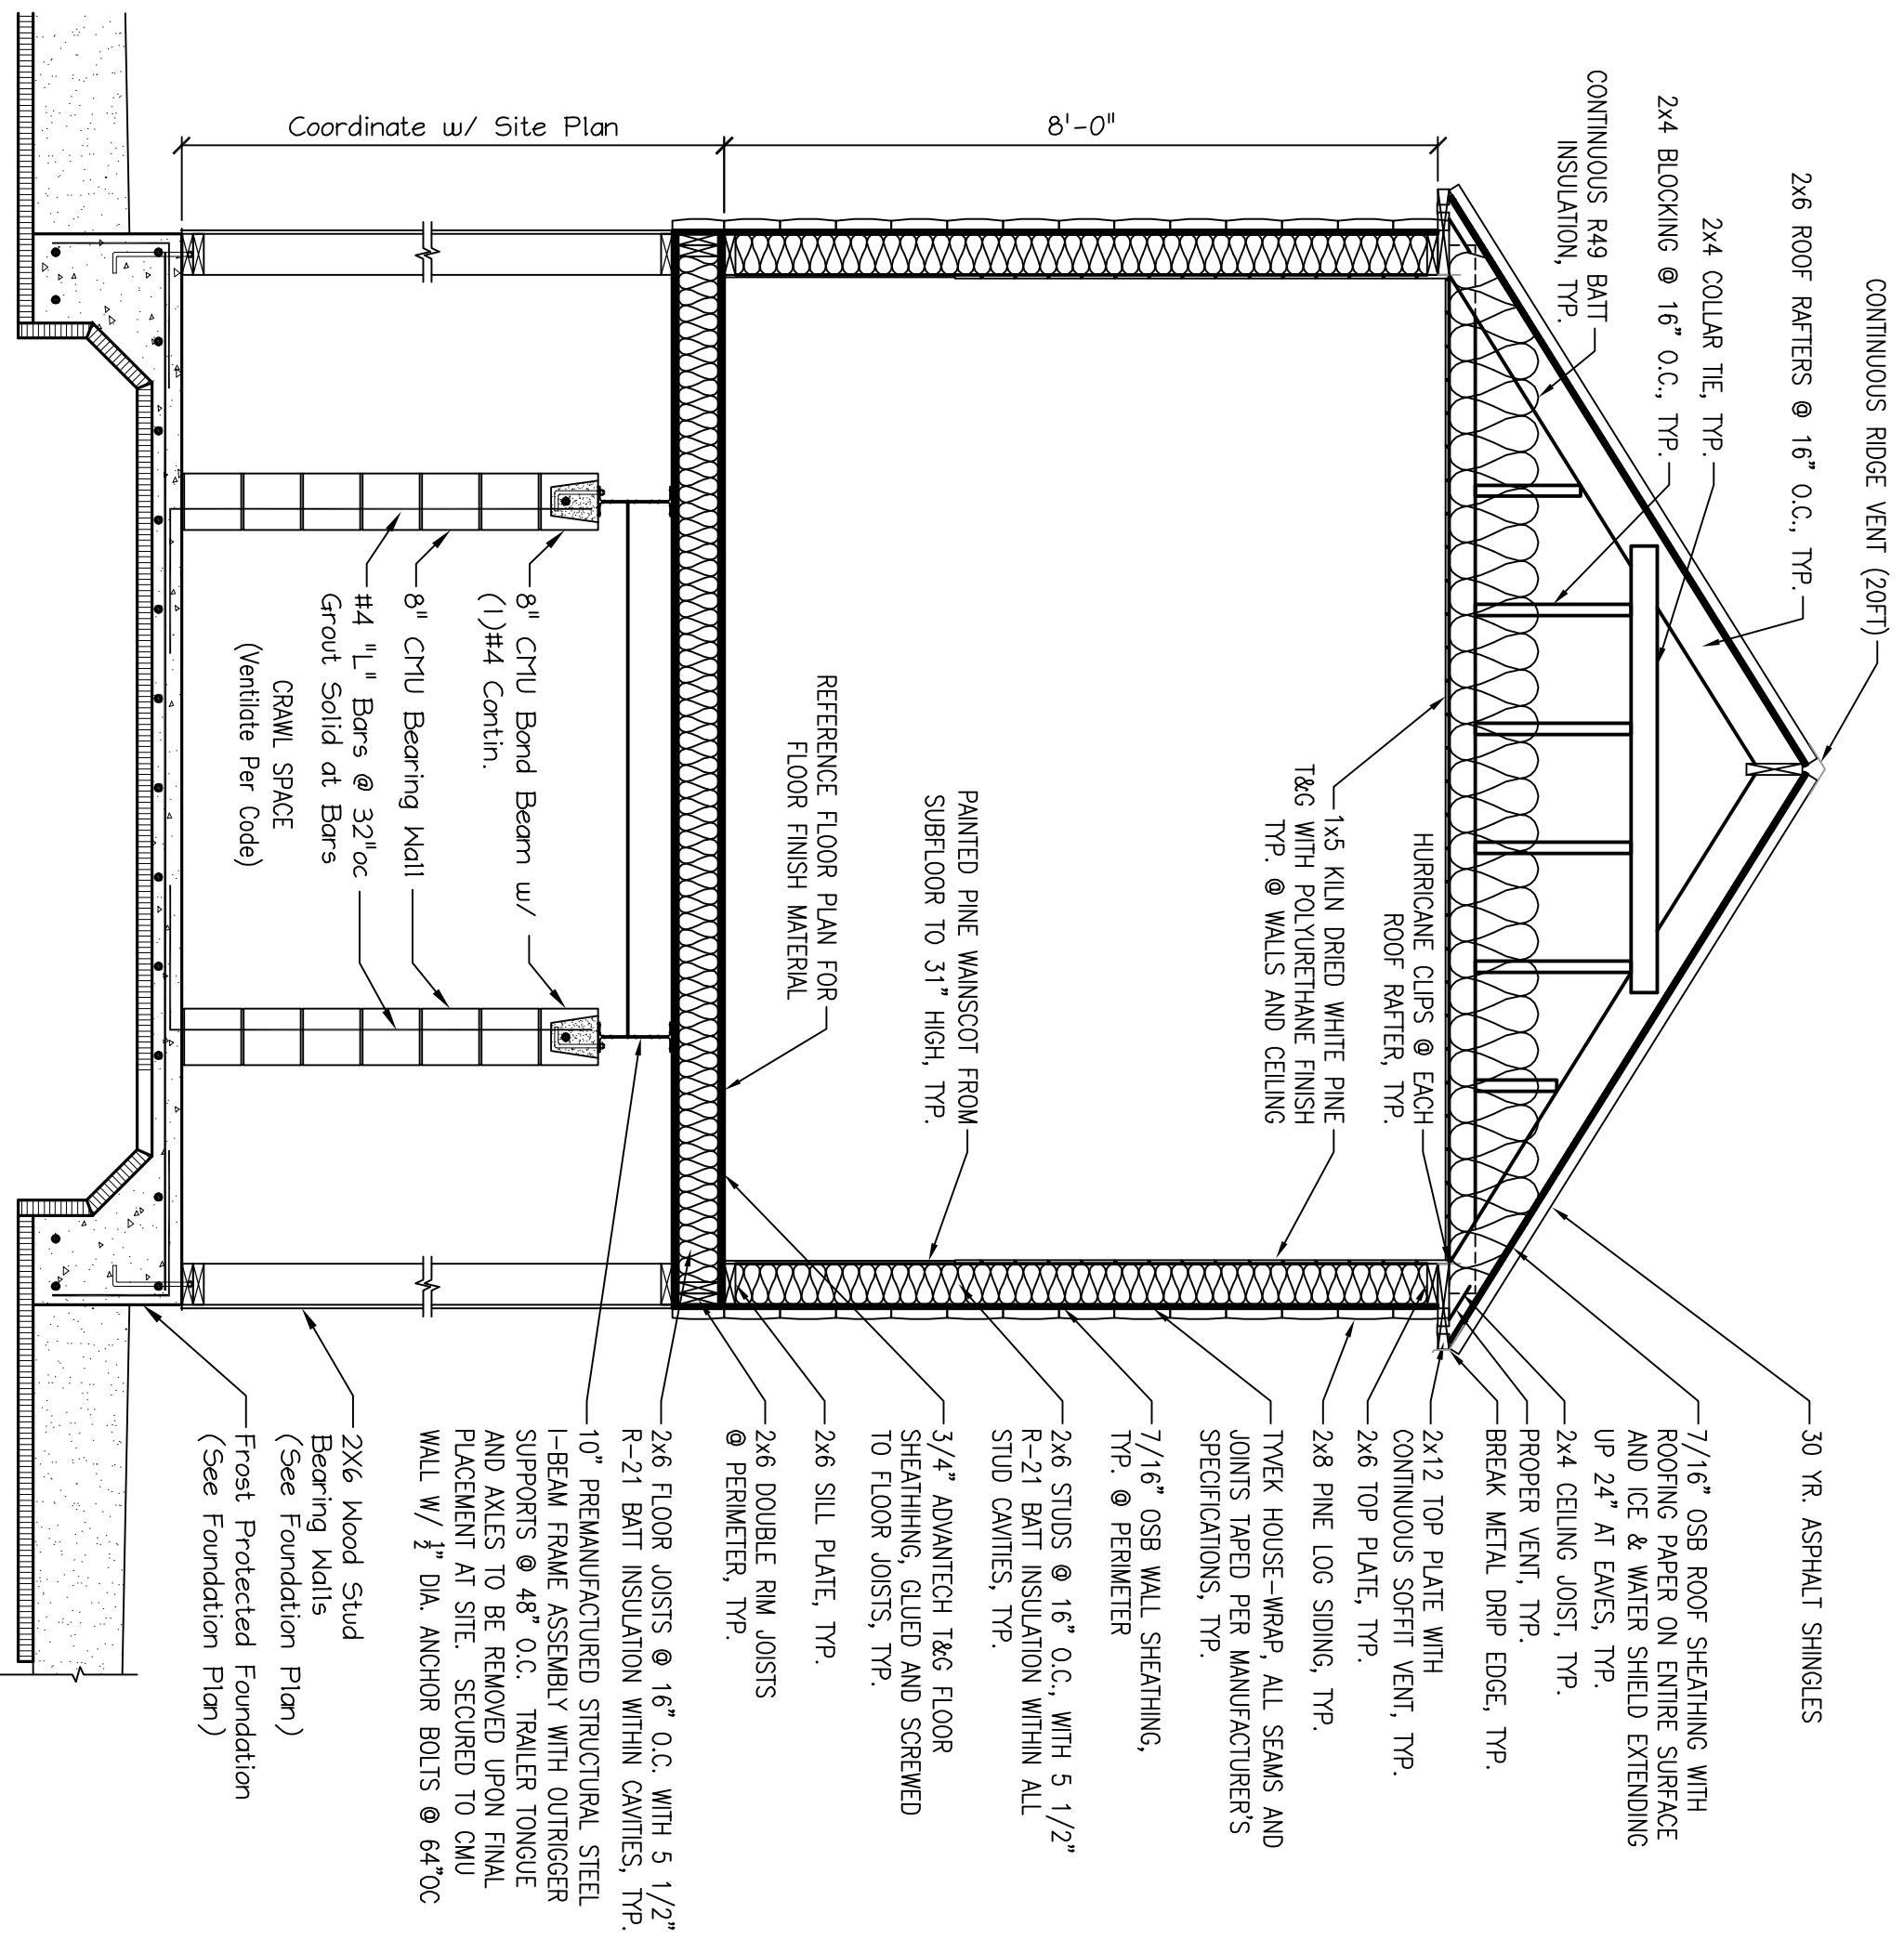 CONTINUOUS RIDGE VENT (20FT)
2x6 ROOF RAFTERS @ 16" O.C., TYP.
2x4 COLLAR TIE, TYP.
2x4 BLOCKING @ 16" O.C., TYP.
CONTINUOUS R49 BATT
INSULATION, TYP.
8'-0"
Coordinate w/ Site Plan
HURRICANE CLIPS @ EACH
ROOF RAFTER, TYP.
1x5 KILN DRIED WHITE PINE
T&G WITH POLYURETHANE FINISH
TYP. @ WALLS AND CEILING
PAINTED PINE WAINSCOT FROM
SUBFLOOR TO 31" HIGH, TYP.
REFERENCE FLOOR PLAN FOR
FLOOR FINISH MATERIAL
8" CMU Bond Beam w/
(1)#4 Contin.
8" CMU Bearing Wall
#4 "L" Bars @ 32"oc
Grout Solid at Bars
CRAWL SPACE
(Ventilate Per Code)
30 YR. ASPHALT SHINGLES
7/16" OSB ROOF SHEATHING WITH
ROOFING PAPER ON ENTIRE SURFACE
AND ICE & WATER SHIELD EXTENDING
UP 24" AT EAVES, TYP.
2x4 CEILING JOIST, TYP.
PROPER VENT, TYP.
BREAK METAL DRIP EDGE, TYP.
2x12 TOP PLATE WITH
CONTINUOUS SOFFIT VENT, TYP.
2x6 TOP PLATE, TYP.
2x8 PINE LOG SIDING, TYP.
TYVEK HOUSE-WRAP, ALL SEAMS AND
JOINTS TAPED PER MANUFACTURER'S
SPECIFICATIONS, TYP.
7/16" OSB WALL SHEATHING,
TYP. @ PERIMETER
2x6 STUDS @ 16" O.C., WITH 5 1/2"
R-21 BATT INSULATION WITHIN ALL
STUD CAVITIES, TYP.
3/4" ADVANTECH T&G FLOOR
SHEATHIHNG, GLUED AND SCREWED
TO FLOOR JOISTS, TYP.
2x6 SILL PLATE, TYP.
2x6 DOUBLE RIM JOISTS
@ PERIMETER, TYP.
2x6 FLOOR JOISTS @ 16" O.C. WITH 5 1/2"
R-21 BATT INSULATION WITHIN CAVITIES, TYP.
10" PREMANUFACTURED STRUCTURAL STEEL
I-BEAM FRAME ASSEMBLY WITH OUTRIGGER
SUPPORTS @ 48" O.C. TRAILER TONGUE
AND AXLES TO BE REMOVED UPON FINAL
PLACEMENT AT SITE. SECURED TO CMU
WALL W/ ½" DIA. ANCHOR BOLTS @ 64"OC
2X6 Wood Stud
Bearing Walls
(See Foundation Plan)
Frost Protected Foundation
(See Foundation Plan)